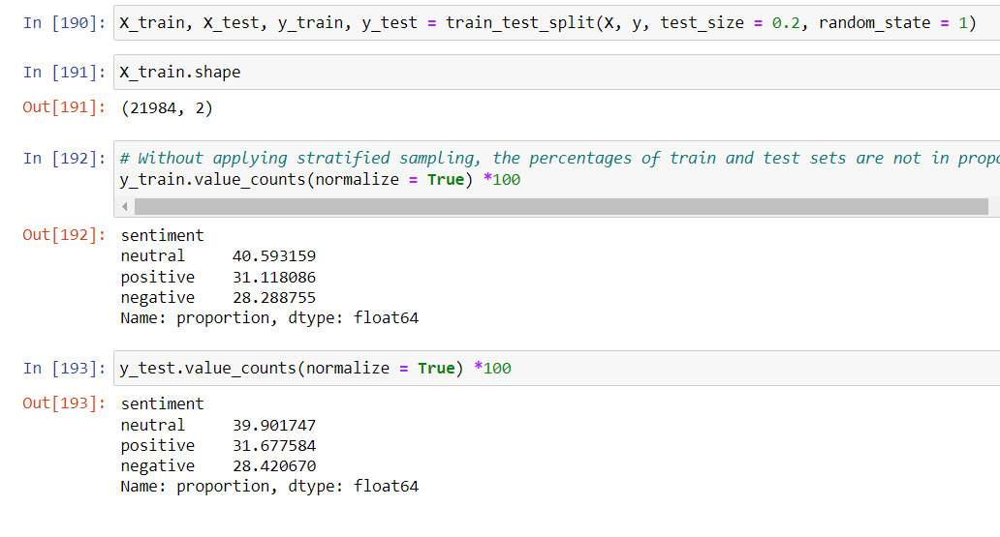 In [190]: X_train, X_test, y_train, y_test = train_test_split(X, y, test_size = 0.2, random_state = 1)
In [191]: X_train.shape
Out[191]: (21984, 2)
In [192]: # Without applying stratified sampling, the percentages of train and test sets are not in
y_train.value_counts(normalize = True) *100
Out[192]: sentiment
neutral 40.593159
positive 31.118086
negative 28.288755
Name: proportion, dtype: float64
In [193]: y_test.value_counts(normalize = True) *100
Out[193]: sentiment
neutral 39.901747
positive 31.677584
negative 28.420670
Name: proportion, dtype: float64